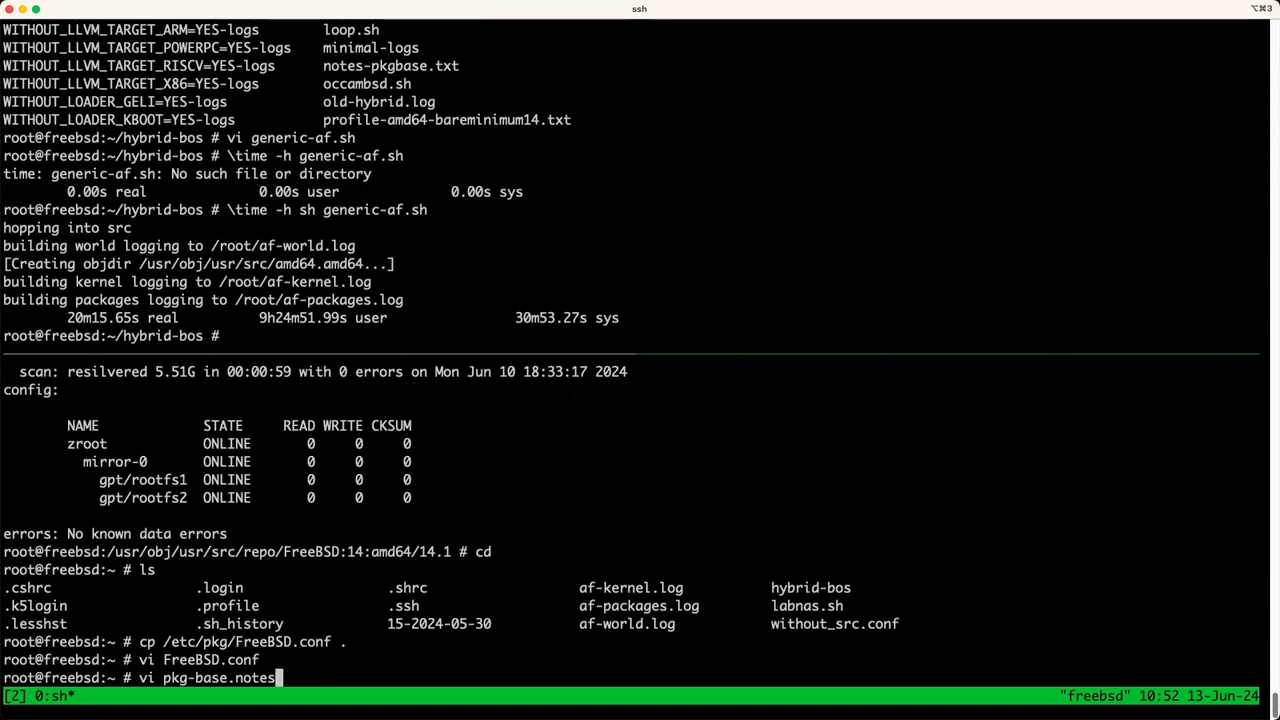 ssh
⌥⌘3
WITHOUT_LLVM_TARGET_ARM=YES-logs loop.sh
WITHOUT_LLVM_TARGET_POWERPC=YES-logs minimal-logs
WITHOUT_LLVM_TARGET_RISCV=YES-logs notes-pkgbase.txt
WITHOUT_LLVM_TARGET_X86=YES-logs occambsd.sh
WITHOUT_LOADER_GELI=YES-logs old-hybrid.log
WITHOUT_LOADER_KBOOT=YES-logs profile-amd64-bareminimum14.txt
root@freebsd:~/hybrid-bos # vi generic-af.sh
root@freebsd:~/hybrid-bos # \time -h generic-af.sh
time: generic-af.sh: No such file or directory
0.00s real 0.00s user 0.00s sys
root@freebsd:~/hybrid-bos # \time -h sh generic-af.sh
hopping into src
building world logging to /root/af-world.log
[Creating objdir /usr/obj/usr/src/amd64.amd64...]
building kernel logging to /root/af-kernel.log
building packages logging to /root/af-packages.log
20m15.65s real 9h24m51.99s user 30m53.27s sys
root@freebsd:~/hybrid-bos #
scan: resilvered 5.51G in 00:00:59 with 0 errors on Mon Jun 10 18:33:17 2024
config:
NAME STATE READ WRITE CKSUM
zroot ONLINE 0 0 0
mirror-0 ONLINE 0 0 0
gpt/rootfs1 ONLINE 0 0 0
gpt/rootfs2 ONLINE 0 0 0
errors: No known data errors
root@freebsd:/usr/obj/usr/src/repo/FreeBSD:14:amd64/14.1 # cd
root@freebsd:~ # ls
.cshrc .login .shrc af-kernel.log hybrid-bos
.k5login .profile .ssh af-packages.log labnas.sh
.lesshst .sh_history 15-2024-05-30 af-world.log without_src.conf
root@freebsd:~ # cp /etc/pkg/FreeBSD.conf .
root@freebsd:~ # vi FreeBSD.conf
root@freebsd:~ # vi pkg-base.notes
[2] 0:sh* "freebsd" 10:52 13-Jun-24